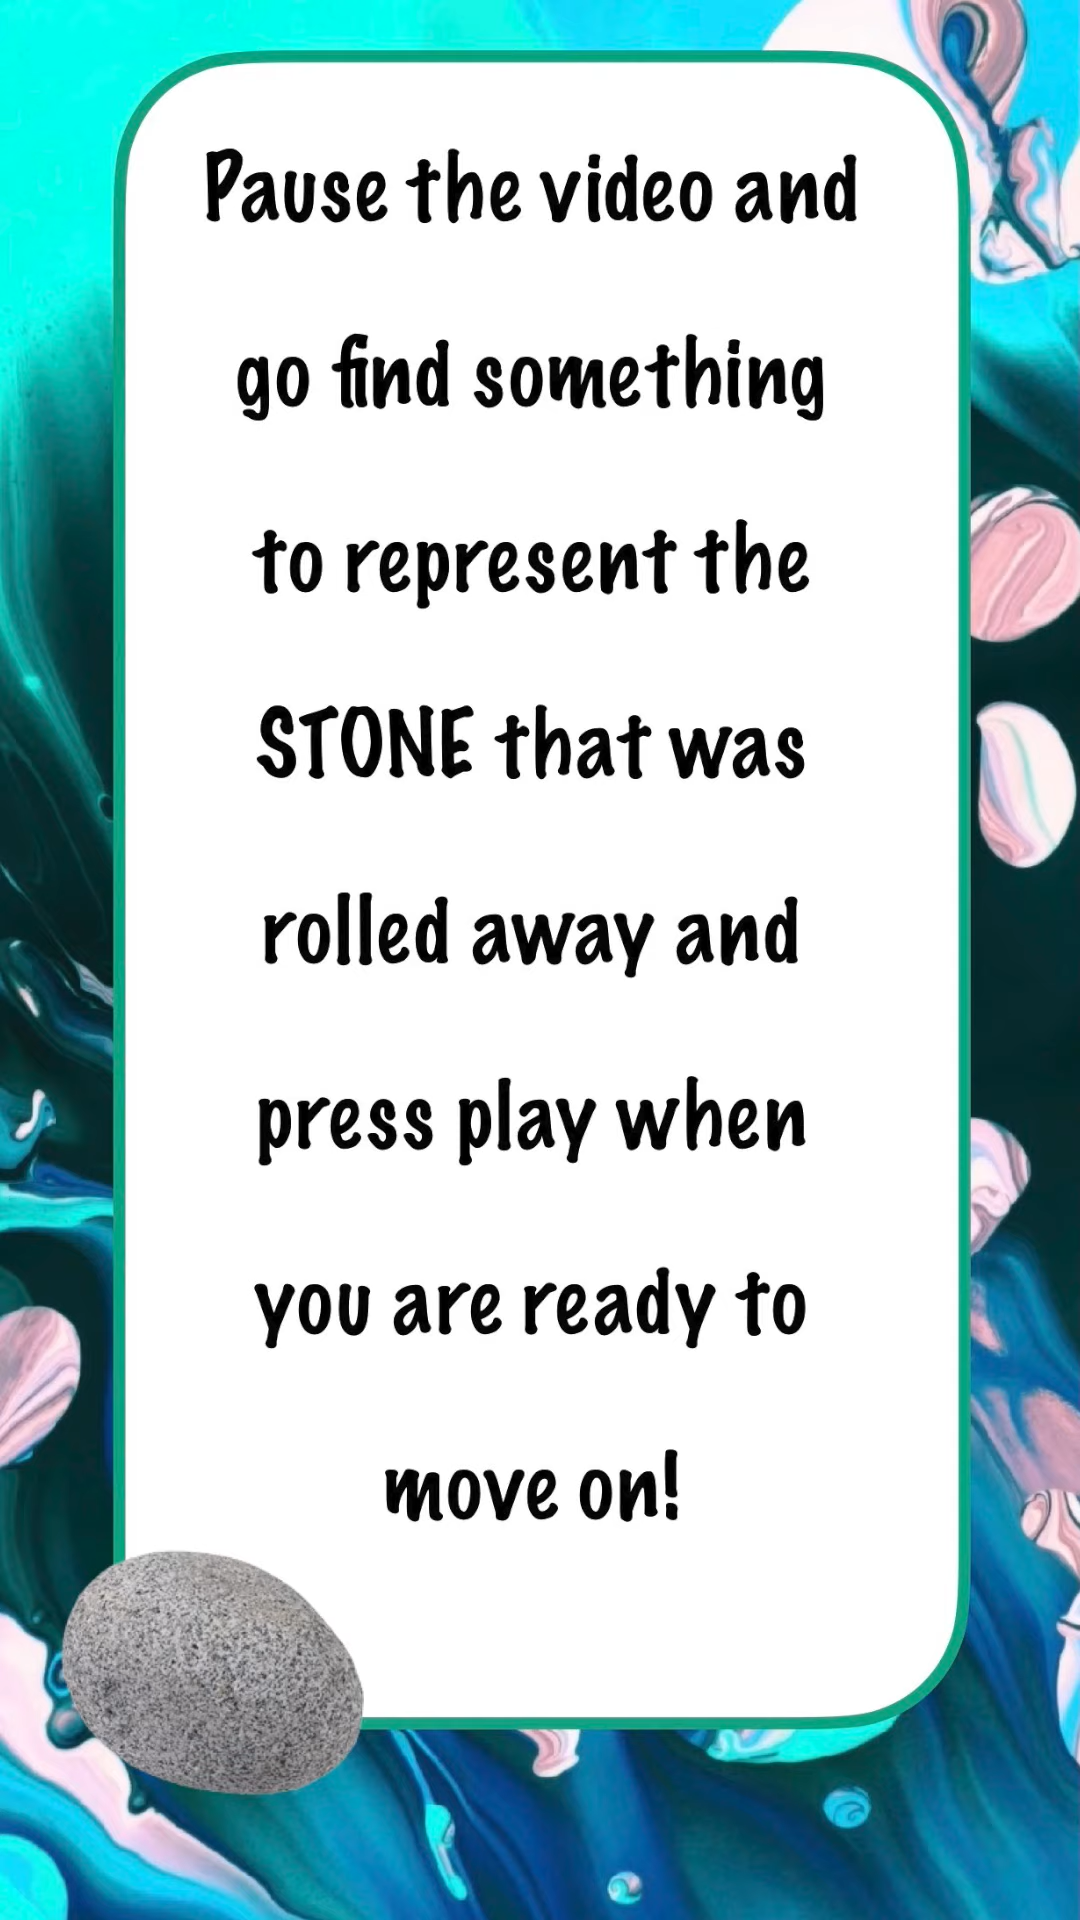 Pause the video and
go find something
to represent the
STONE that was
rolled away and
press play when
you are ready to
move on!